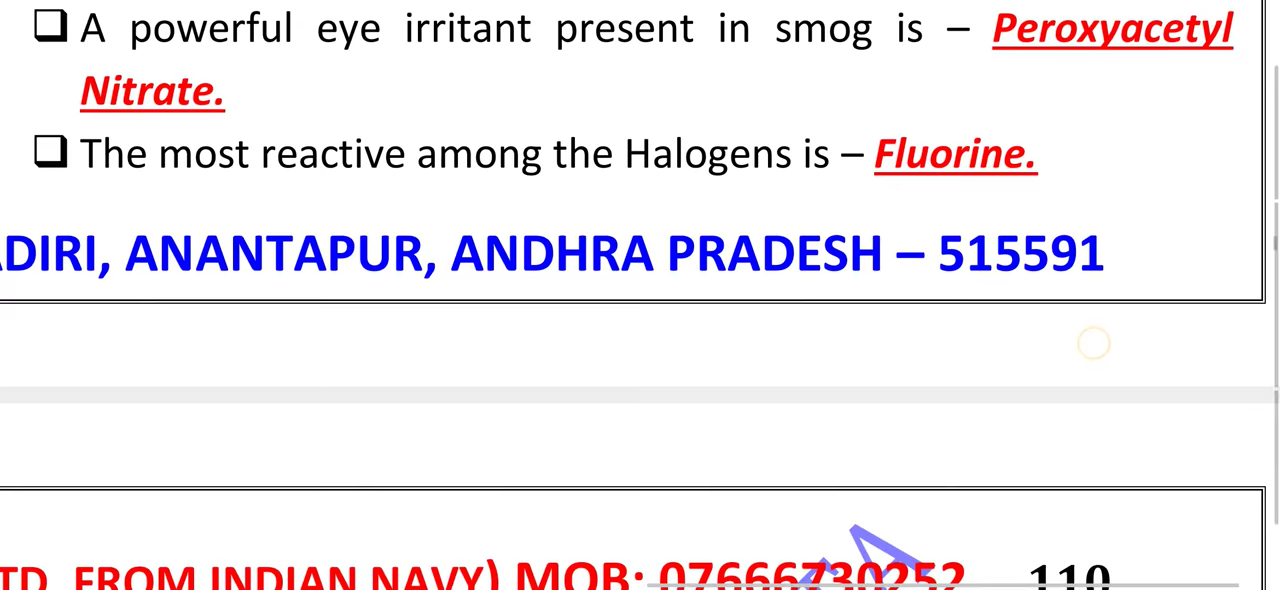 ❑ A powerful eye irritant present in smog is – Peroxyacetyl
Nitrate.
❑ The most reactive among the Halogens is – Fluorine.
ADIRI, ANANTAPUR, ANDHRA PRADESH – 515591
TD. FROM INDIAN NAVY) MOB: 07666730252 110
A